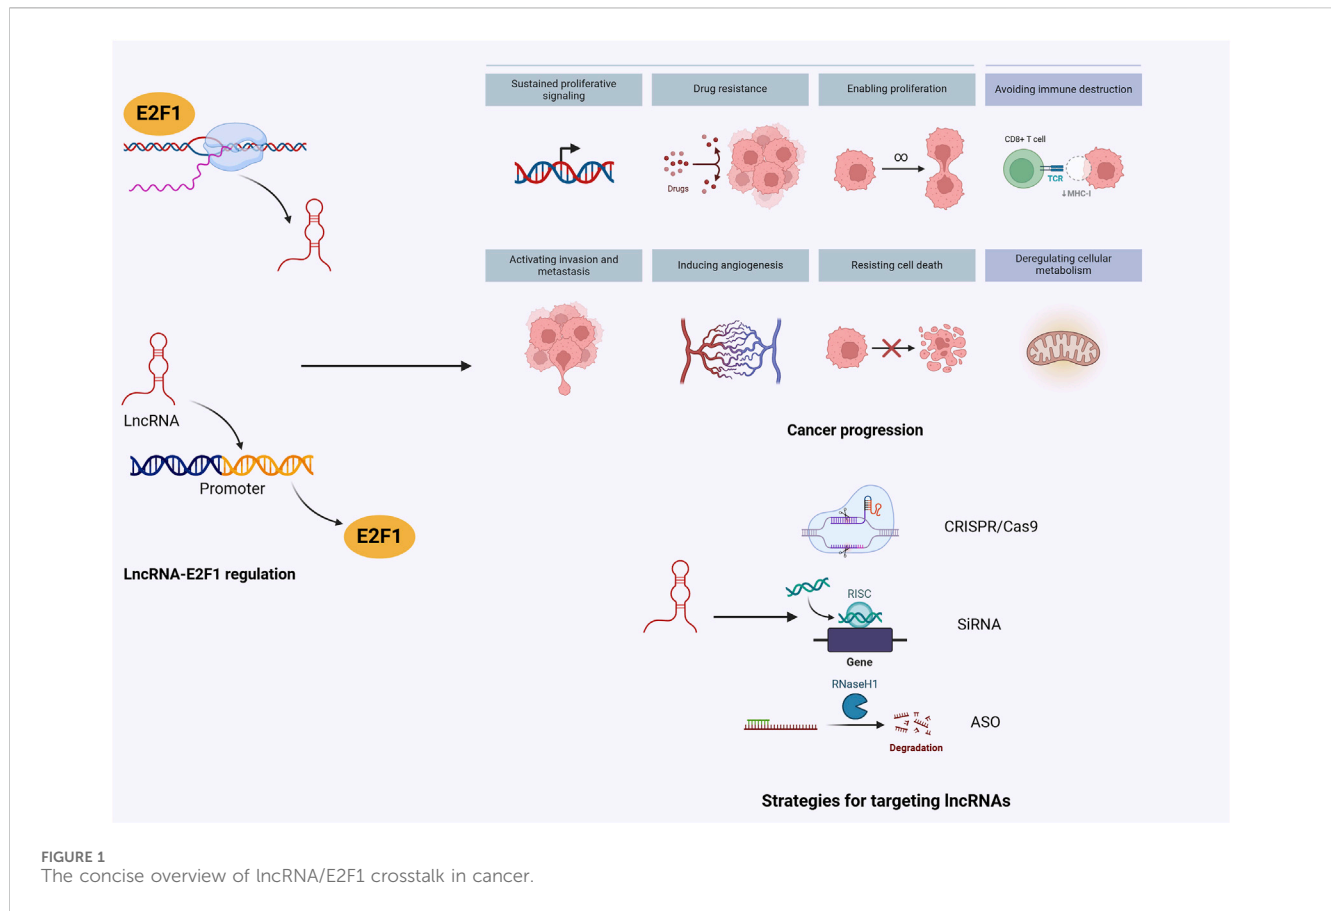 E2F1
Sustained proliferative
signaling
Drug resistance
Enabling proliferation
Avoiding immune destruction
Drugs
∞
CD8+ T cell
TCR
↓MHC-I
Activating invasion and
metastasis
Inducing angiogenesis
Resisting cell death
Deregulating cellular
metabolism
LncRNA
Promoter
E2F1
LncRNA-E2F1 regulation
Cancer progression
CRISPR/Cas9
RISC
SiRNA
Gene
RNaseH1
ASO
Degradation
Strategies for targeting lncRNAs
FIGURE 1
The concise overview of lncRNA/E2F1 crosstalk in cancer.